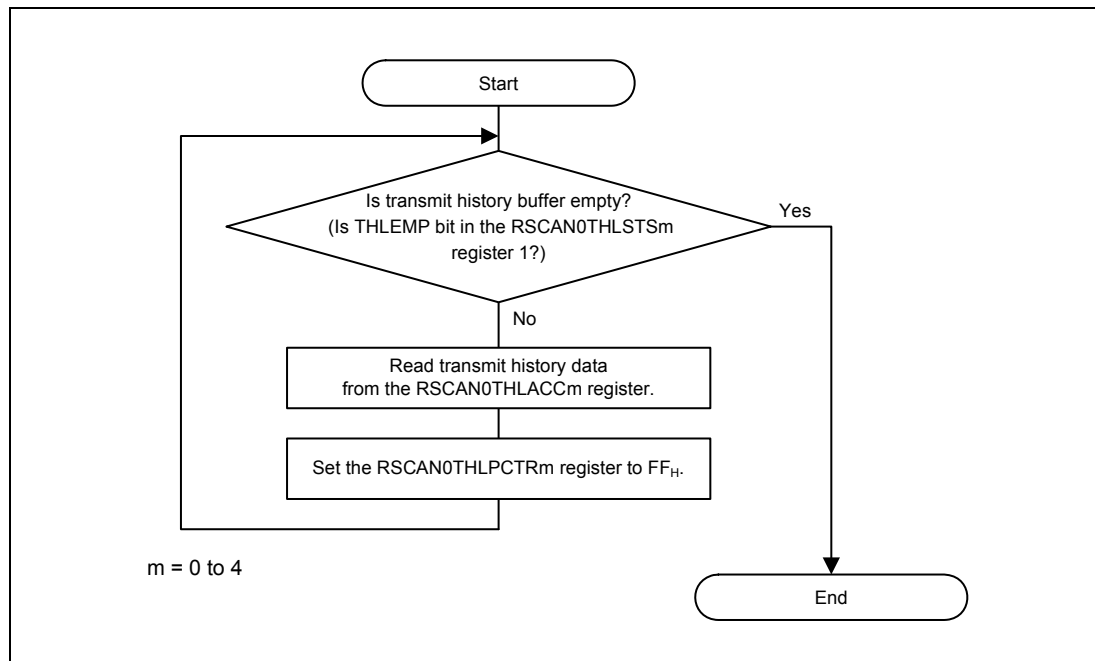 Start
Is transmit history buffer empty?
(Is THLEMP bit in the RSCAN0THLSTSm
register 1?)
Yes
No
Read transmit history data
from the RSCAN0THLACCm register.
Set the RSCAN0THLPCTRm register to FFH.
m = 0 to 4
End